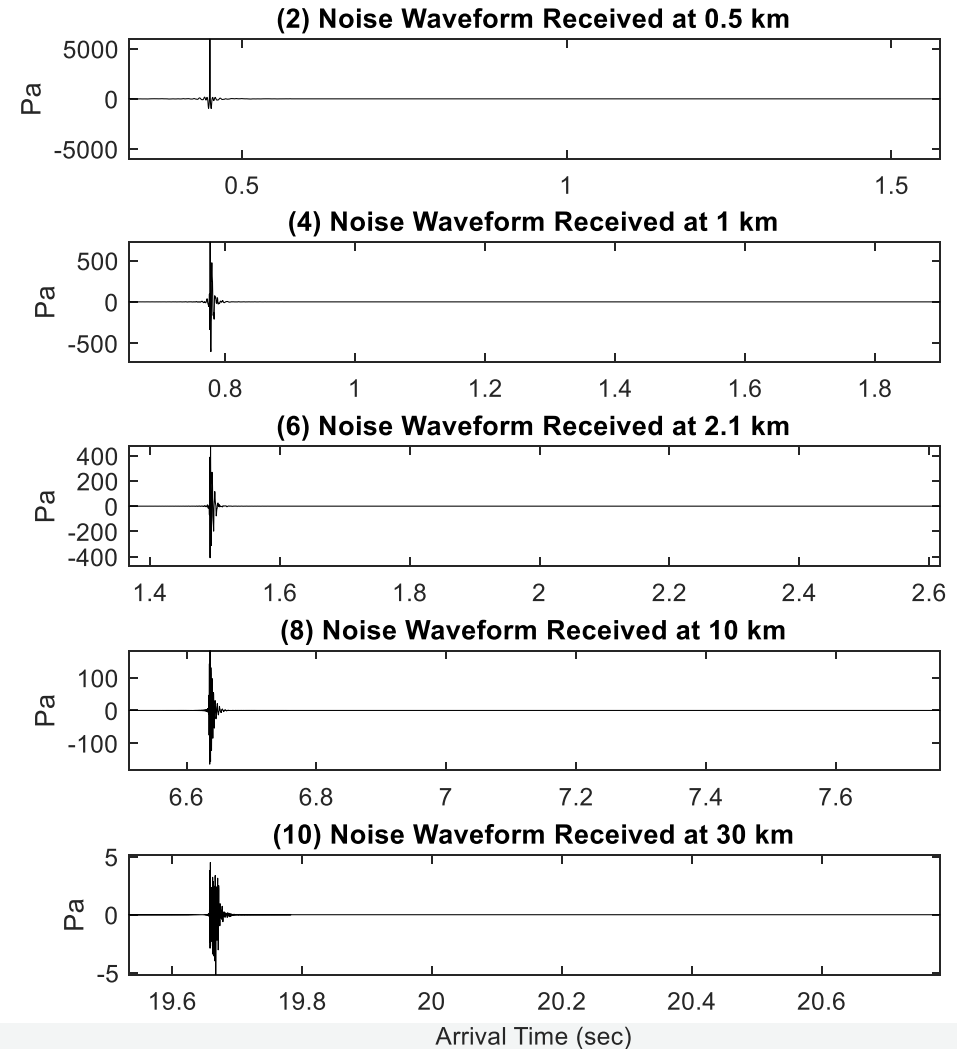 (2) Noise Waveform Received at 0.5 km
5000
0
-5000
Pa
0.5 1 1.5
(4) Noise Waveform Received at 1 km
500
0
-500
Pa
0.8 1 1.2 1.4 1.6 1.8
(6) Noise Waveform Received at 2.1 km
400
200
0
-200
-400
Pa
1.4 1.6 1.8 2 2.2 2.4 2.6
(8) Noise Waveform Received at 10 km
100
0
-100
Pa
6.6 6.8 7 7.2 7.4 7.6
(10) Noise Waveform Received at 30 km
5
0
-5
Pa
19.6 19.8 20 20.2 20.4 20.6
Arrival Time (sec)